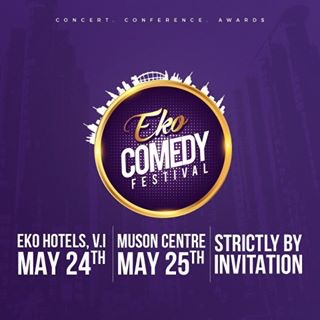 CONCERT. CONFERENCE. AWARDS
Eko
COMEDY
FESTIVAL
EKO HOTELS, V.I
MAY 24TH
MUSON CENTRE
MAY 25TH
STRICTLY BY
INVITATION